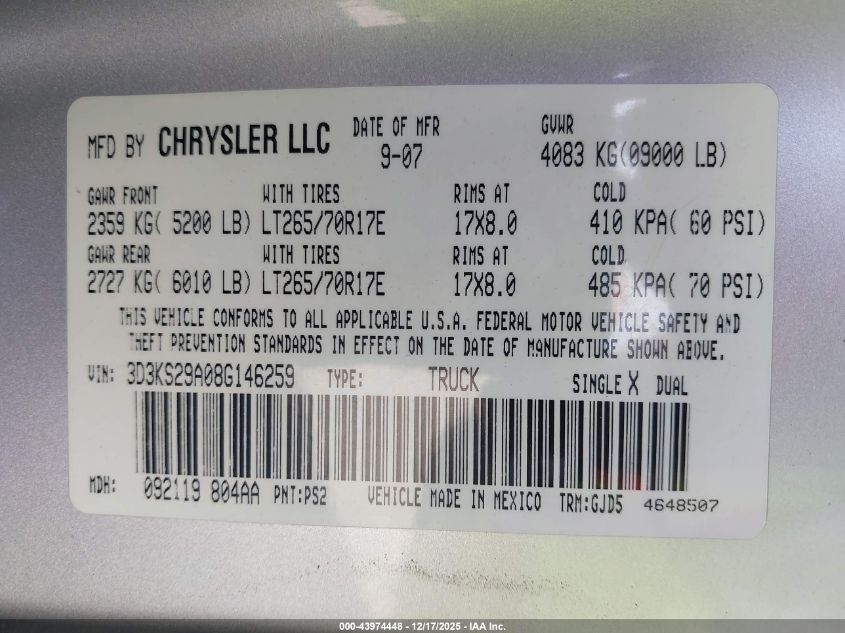 MFD BY CHRYSLER LLC DATE OF MFR GVWR
9-07 4083 KG(09000 LB)
GAWR FRONT WITH TIRES RIMS AT COLD
2359 KG( 5200 LB) LT265/70R17E 17X8.0 410 KPA( 60 PSI)
GAWR REAR WITH TIRES RIMS AT COLD
2727 KG( 6010 LB) LT265/70R17E 17X8.0 485 KPA( 70 PSI)
THIS VEHICLE CONFORMS TO ALL APPLICABLE U.S.A. FEDERAL MOTOR VEHICLE SAFETY AND
THEFT PREVENTION STANDARDS IN EFFECT ON THE DATE OF MANUFACTURE SHOWN ABOVE.
VIN: 3D3KS29A08G146259 TYPE: TRUCK SINGLE X DUAL
MDH: 092119 804AA PNT:PS2 VEHICLE MADE IN MEXICO TRM:GJD5 4648507
000-43974448 - 12/17/2025 - IAA Inc.